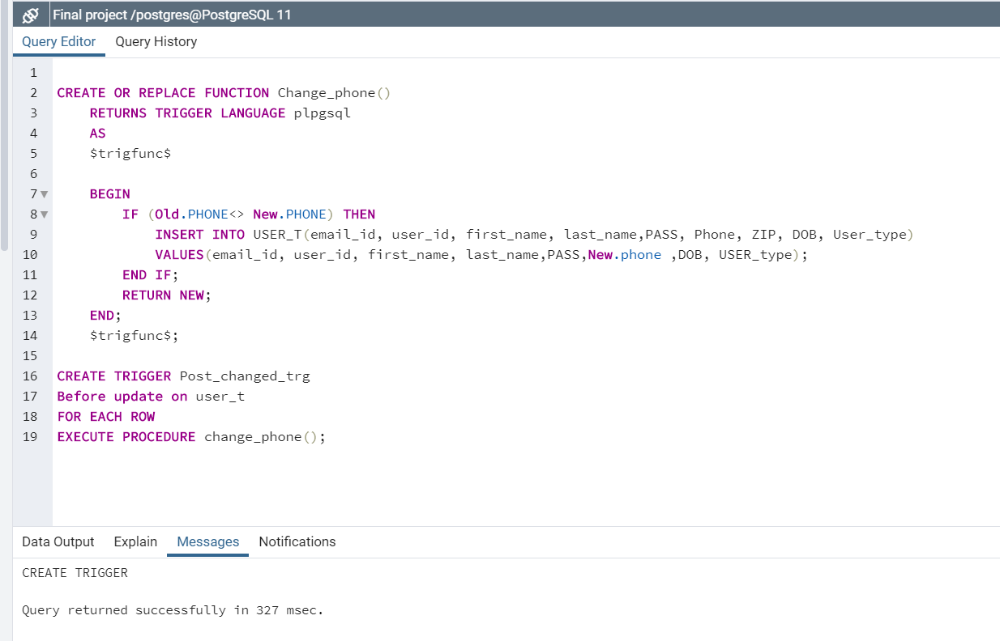 Final project /postgres@PostgreSQL 11
Query Editor Query History
1
2 CREATE OR REPLACE FUNCTION Change_phone()
3 RETURNS TRIGGER LANGUAGE plpgsql
4 AS
5 $trigfunc$
6
7 BEGIN
8 IF (Old.PHONE<> New.PHONE) THEN
9 INSERT INTO USER_T(email_id, user_id, first_name, last_name,PASS, Phone, ZIP, DOB, User_type)
10 VALUES(email_id, user_id, first_name, last_name,PASS,New.phone ,DOB, USER_type);
11 END IF;
12 RETURN NEW;
13 END;
14 $trigfunc$;
15
16 CREATE TRIGGER Post_changed_trg
17 Before update on user_t
18 FOR EACH ROW
19 EXECUTE PROCEDURE change_phone();
Data Output Explain Messages Notifications
CREATE TRIGGER
Query returned successfully in 327 msec.